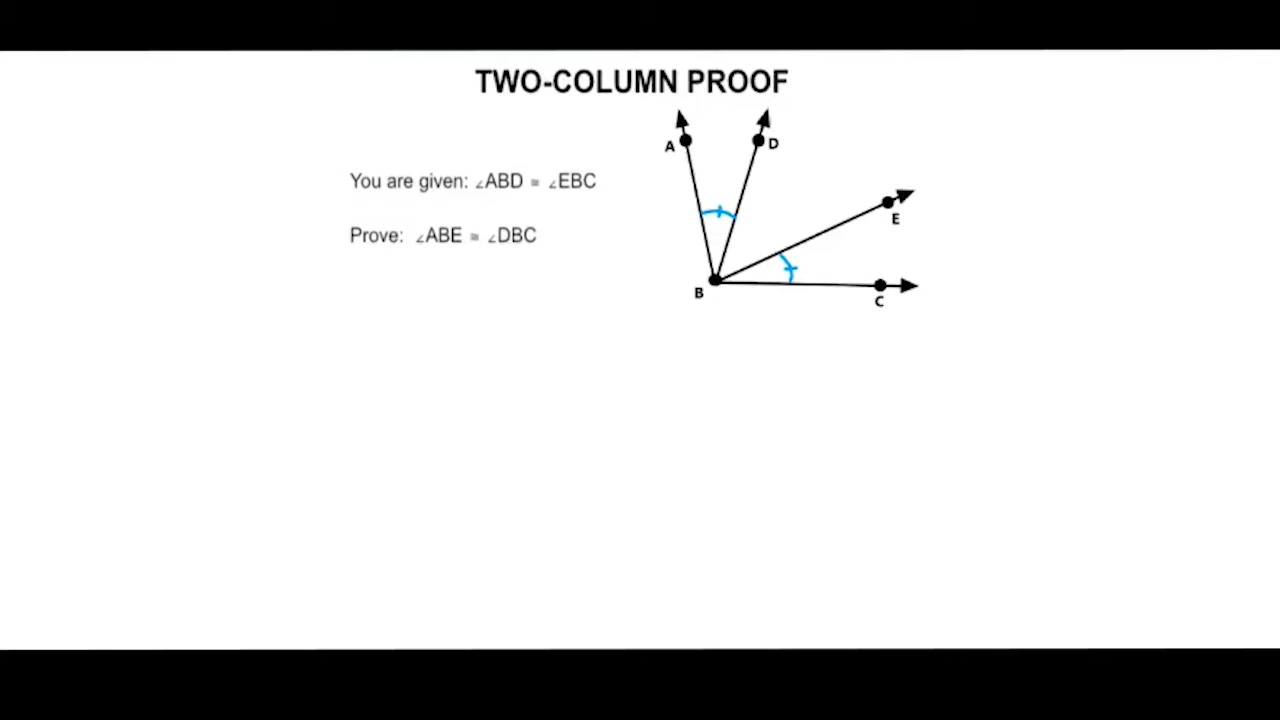 TWO-COLUMN PROOF
A
D
You are given: ∠ABD ≅ ∠EBC
E
Prove: ∠ABE ≅ ∠DBC
B
C